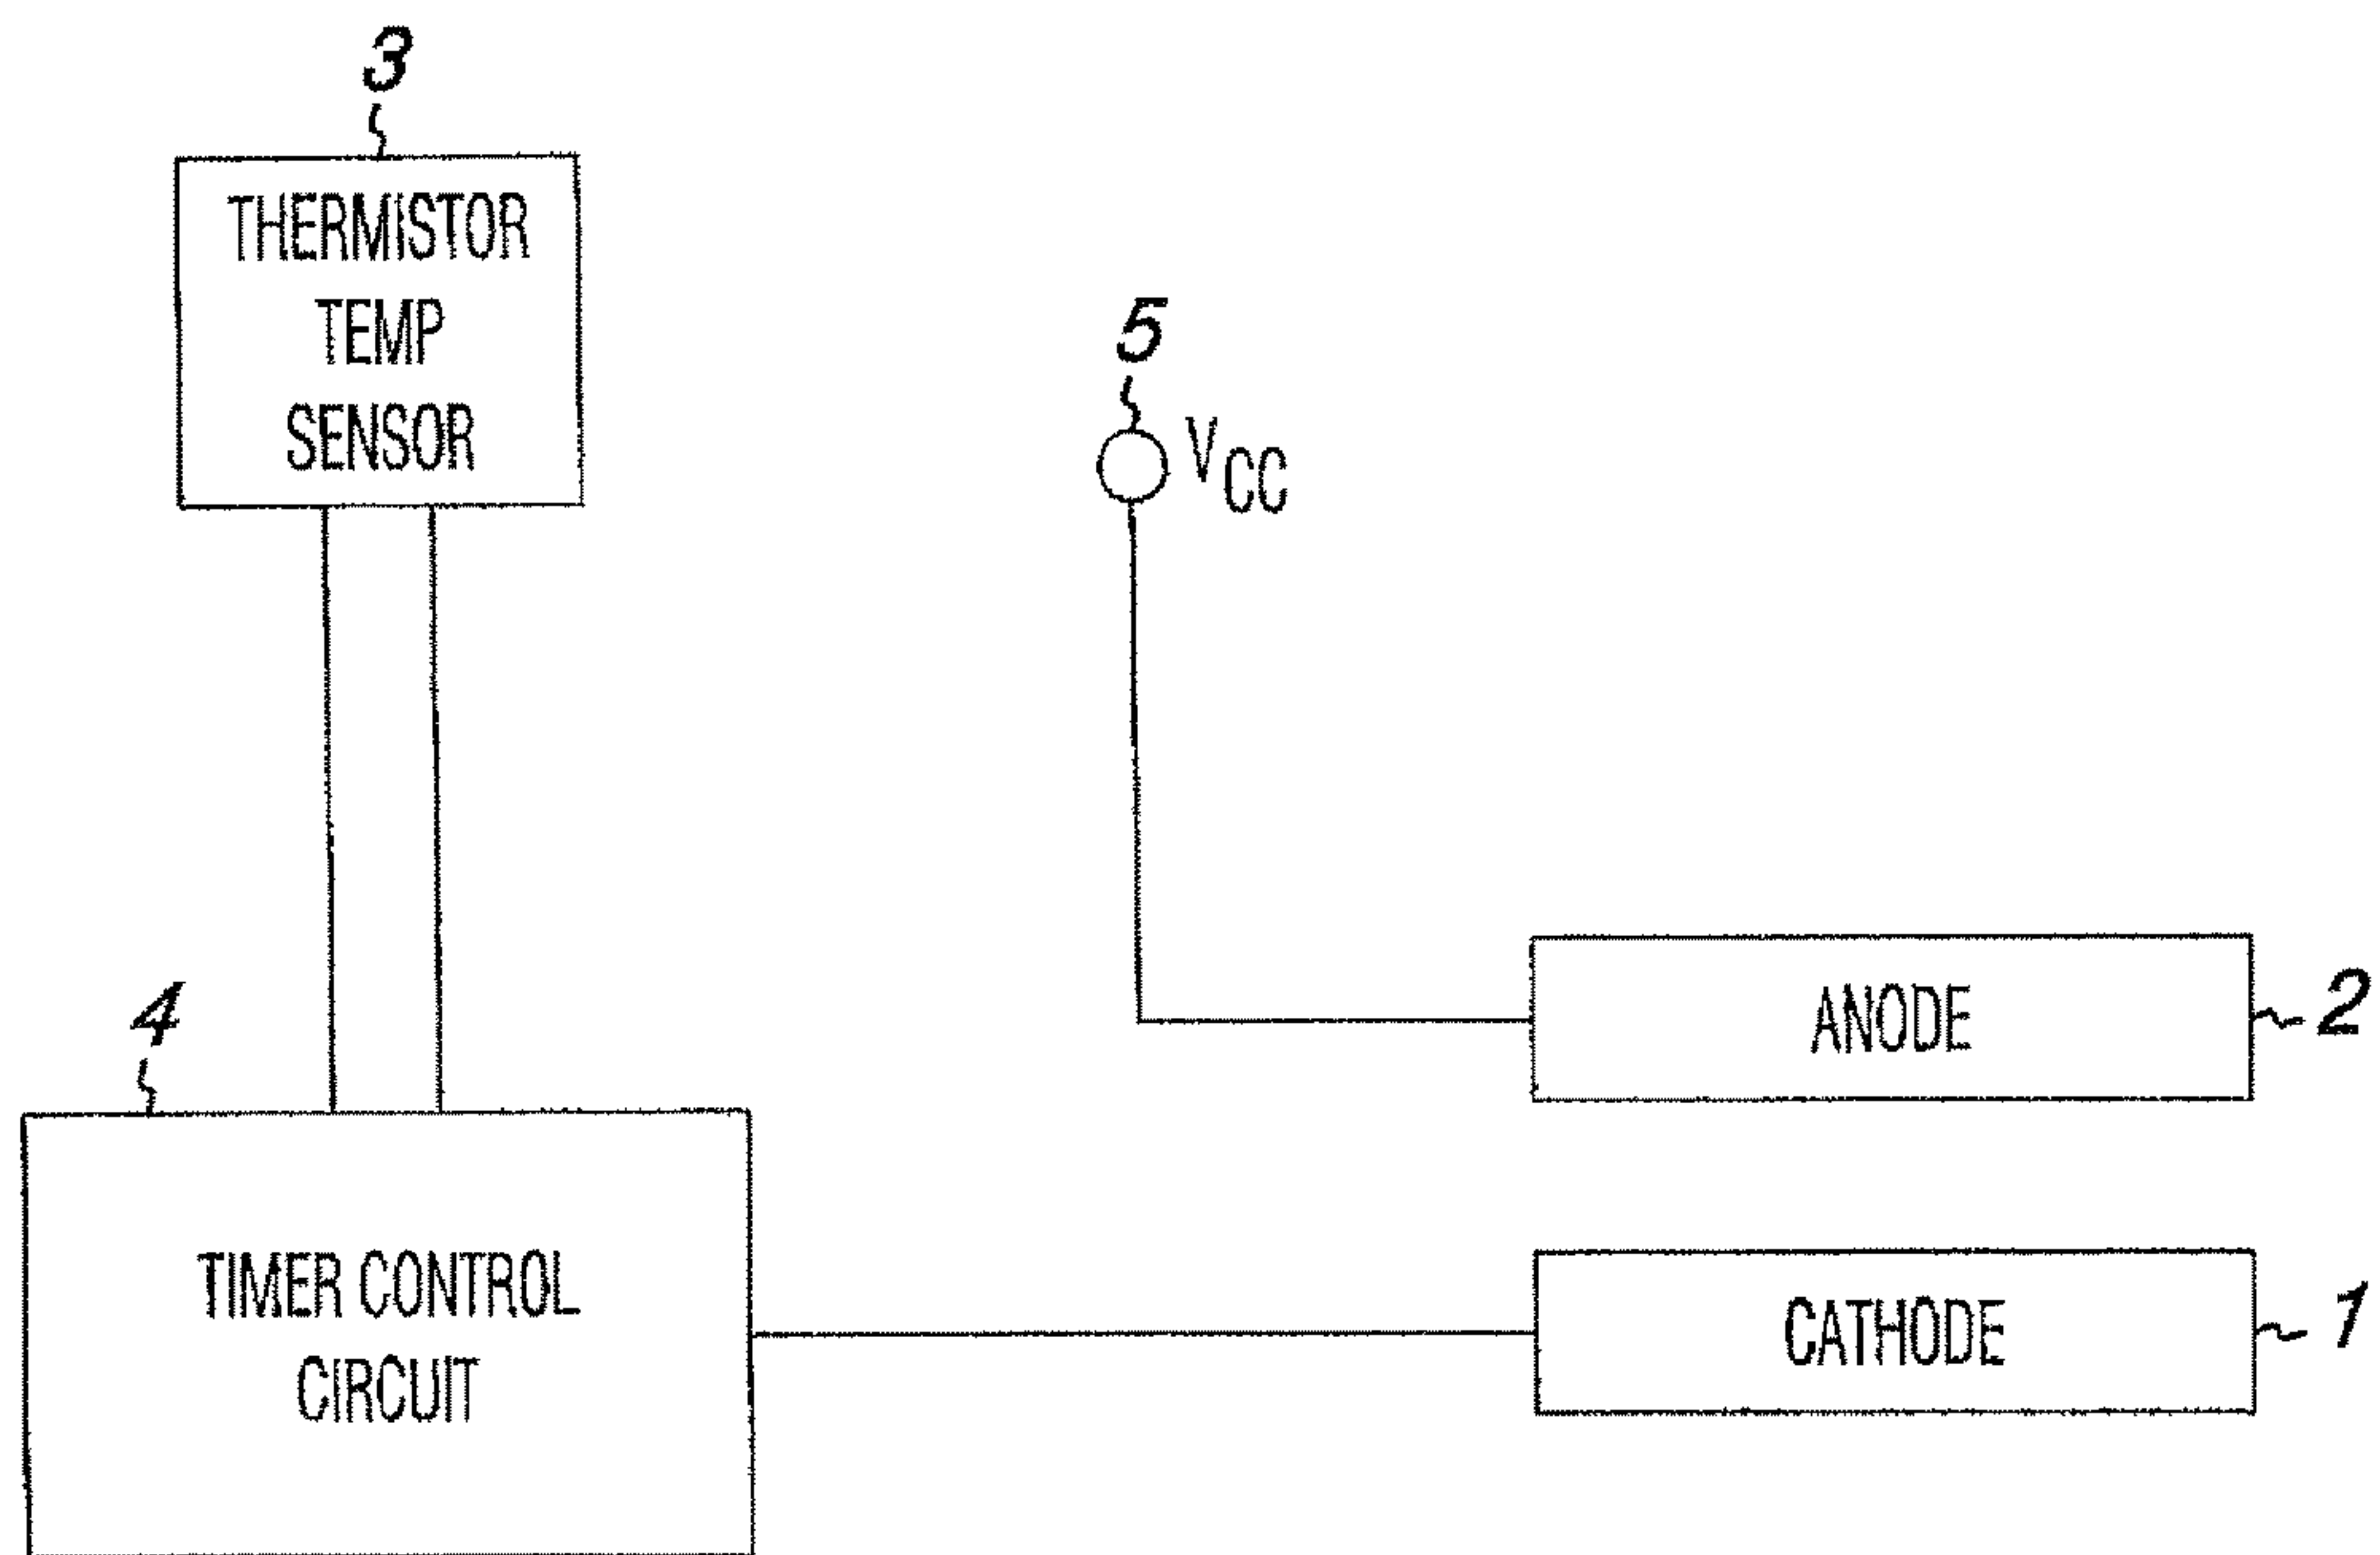 3
THERMISTOR
TEMP
SENSOR
5
VCC
ANODE
2
4
TIMER CONTROL
CIRCUIT
CATHODE
1